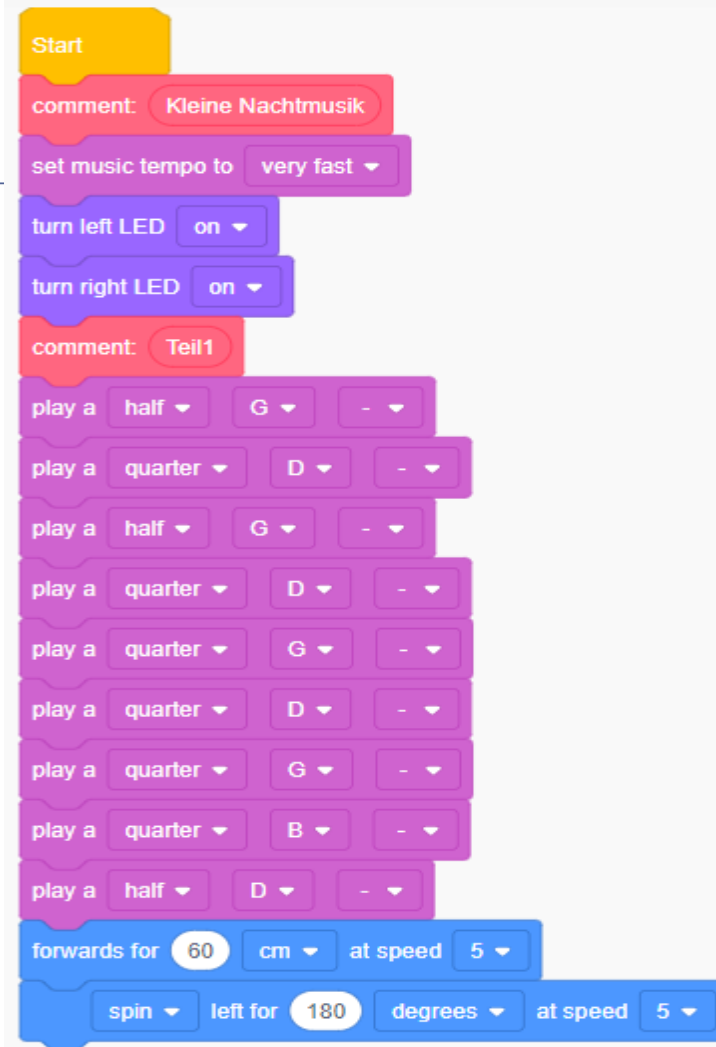 Start
comment: Kleine Nachtmusik
set music tempo to very fast
turn left LED on
turn right LED on
comment: Teil1
play a half G -
play a quarter D -
play a half G -
play a quarter D -
play a quarter G -
play a quarter D -
play a quarter G -
play a quarter B -
play a half D -
forwards for 60 cm at speed 5
spin left for 180 degrees at speed 5